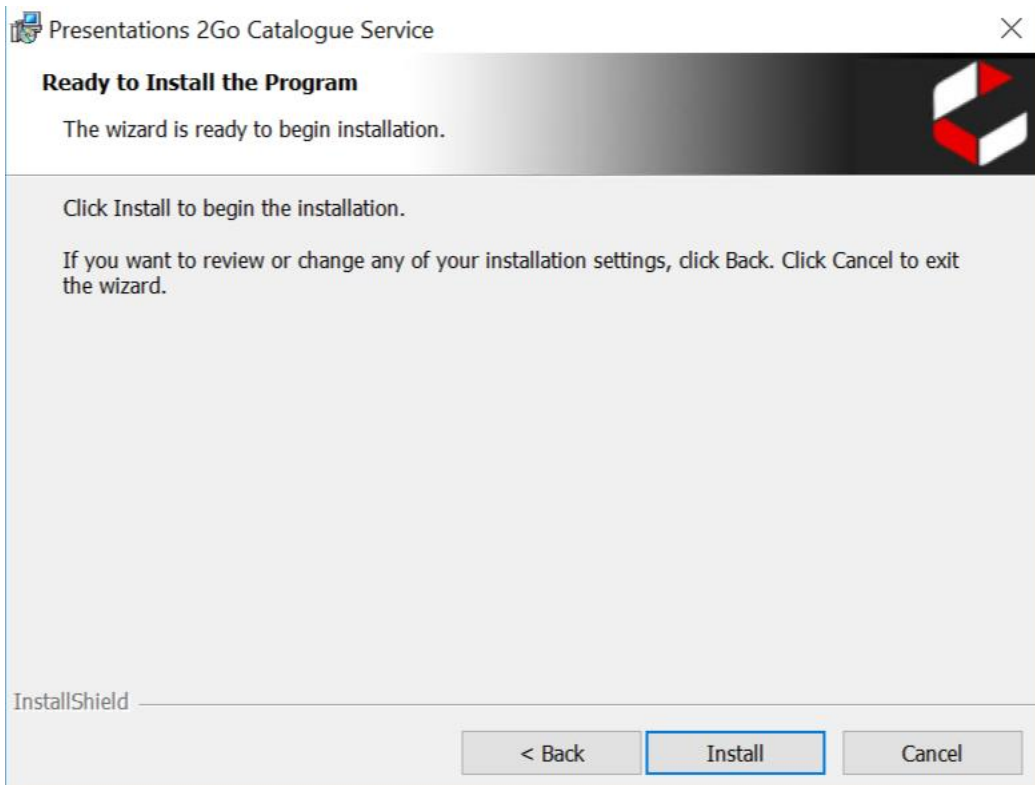 Presentations 2Go Catalogue Service
Ready to Install the Program
The wizard is ready to begin installation.
Click Install to begin the installation.
If you want to review or change any of your installation settings, click Back. Click Cancel to exit
the wizard.
InstallShield
< Back
Install
Cancel